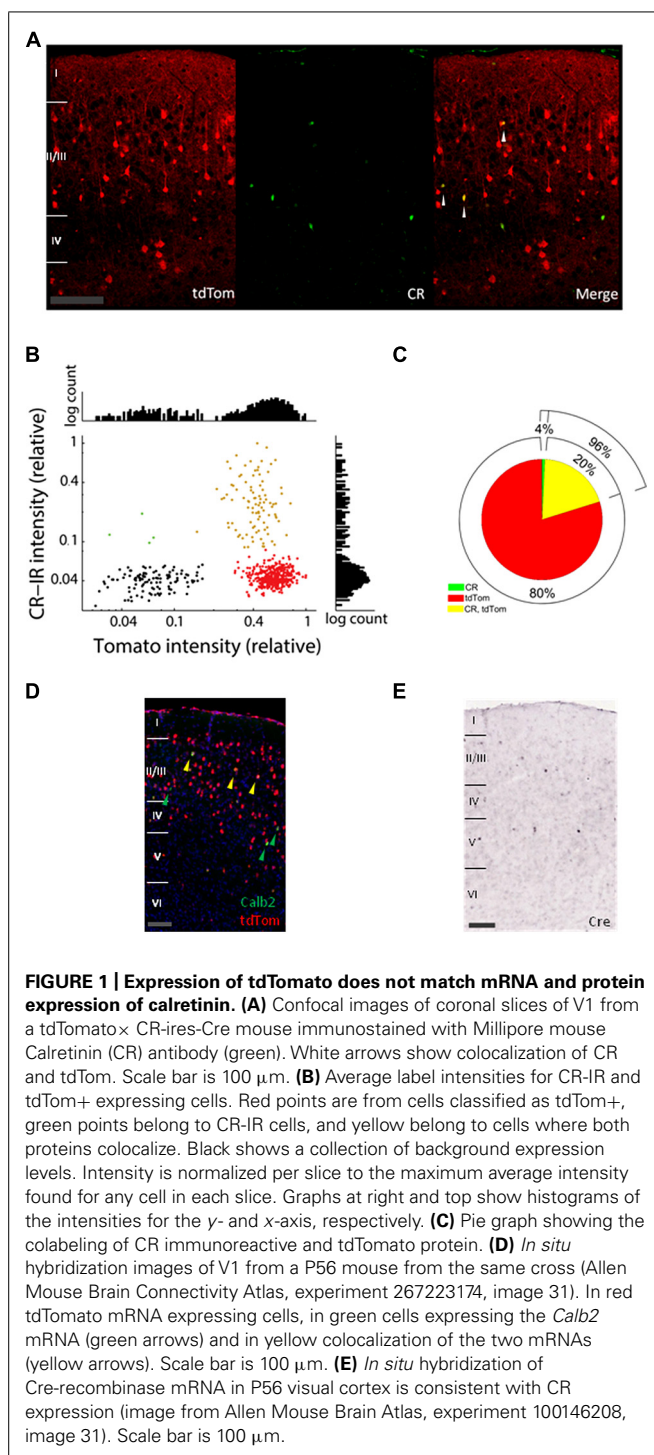 A
I
II/III
IV
tdTom
CR
Merge
B
log count
CR–IR intensity (relative)
1
0.4
0.1
0.04
0.04
0.1
0.4
1
Tomato intensity (relative)
log count
C
4%
96%
20%
80%
CR
tdTom
CR, tdTom
D
I
II/III
IV
V
VI
Calb2
tdTom
E
I
II/III
IV
V
VI
Cre
FIGURE 1 | Expression of tdTomato does not match mRNA and protein
expression of calretinin. (A) Confocal images of coronal slices of V1 from
a tdTomato× CR-ires-Cre mouse immunostained with Millipore mouse
Calretinin (CR) antibody (green). White arrows show colocalization of CR
and tdTom. Scale bar is 100 μm. (B) Average label intensities for CR-IR and
tdTom+ expressing cells. Red points are from cells classified as tdTom+,
green points belong to CR-IR cells, and yellow belong to cells where both
proteins colocalize. Black shows a collection of background expression
levels. Intensity is normalized per slice to the maximum average intensity
found for any cell in each slice. Graphs at right and top show histograms of
the intensities for the y- and x-axis, respectively. (C) Pie graph showing the
colabeling of CR immunoreactive and tdTomato protein. (D) In situ
hybridization images of V1 from a P56 mouse from the same cross (Allen
Mouse Brain Connectivity Atlas, experiment 267223174, image 31). In red
tdTomato mRNA expressing cells, in green cells expressing the Calb2
mRNA (green arrows) and in yellow colocalization of the two mRNAs
(yellow arrows). Scale bar is 100 μm. (E) In situ hybridization of
Cre-recombinase mRNA in P56 visual cortex is consistent with CR
expression (image from Allen Mouse Brain Atlas, experiment 100146208,
image 31). Scale bar is 100 μm.